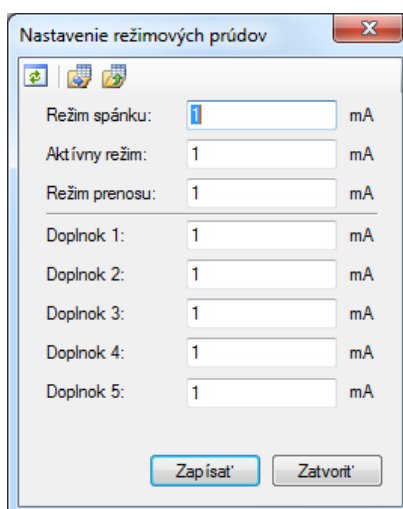 Nastavenie režimových prúdov
Režim spánku: 1 mA
Aktívny režim: 1 mA
Režim prenosu: 1 mA
Doplnok 1: 1 mA
Doplnok 2: 1 mA
Doplnok 3: 1 mA
Doplnok 4: 1 mA
Doplnok 5: 1 mA
Zapísať Zatvoriť